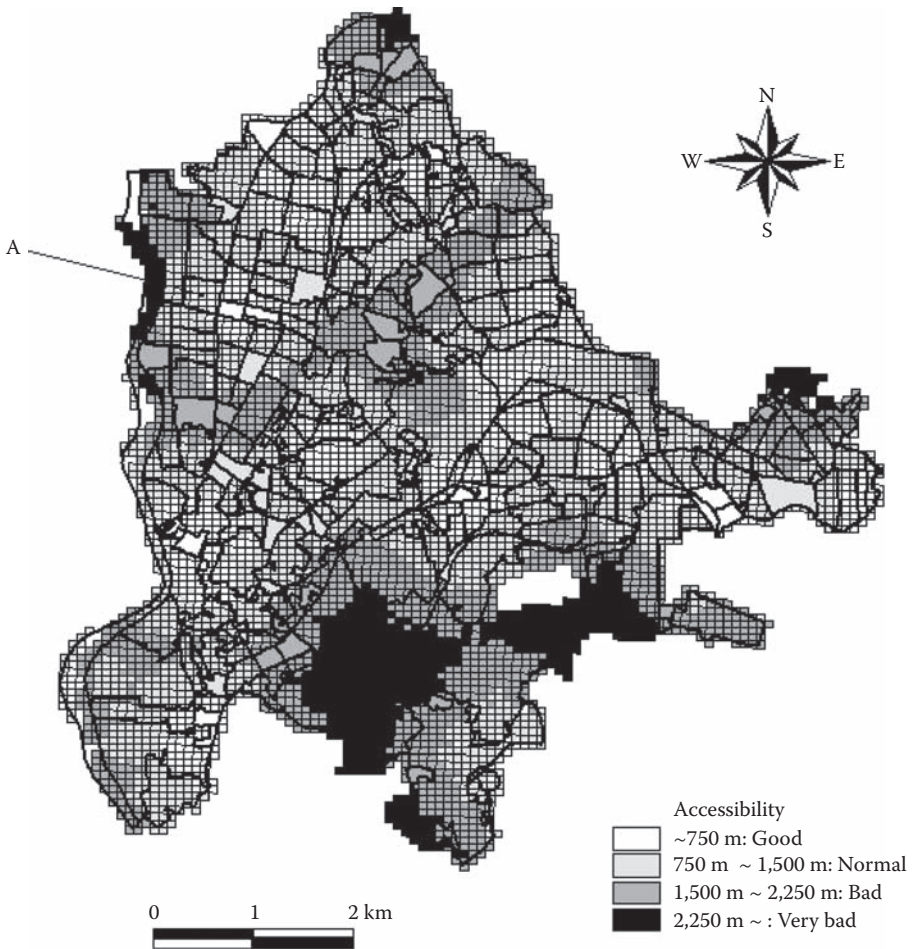 N
W E
S
A
Accessibility
~750 m: Good
750 m ~ 1,500 m: Normal
1,500 m ~ 2,250 m: Bad
2,250 m ~ : Very bad
0 1 2 km